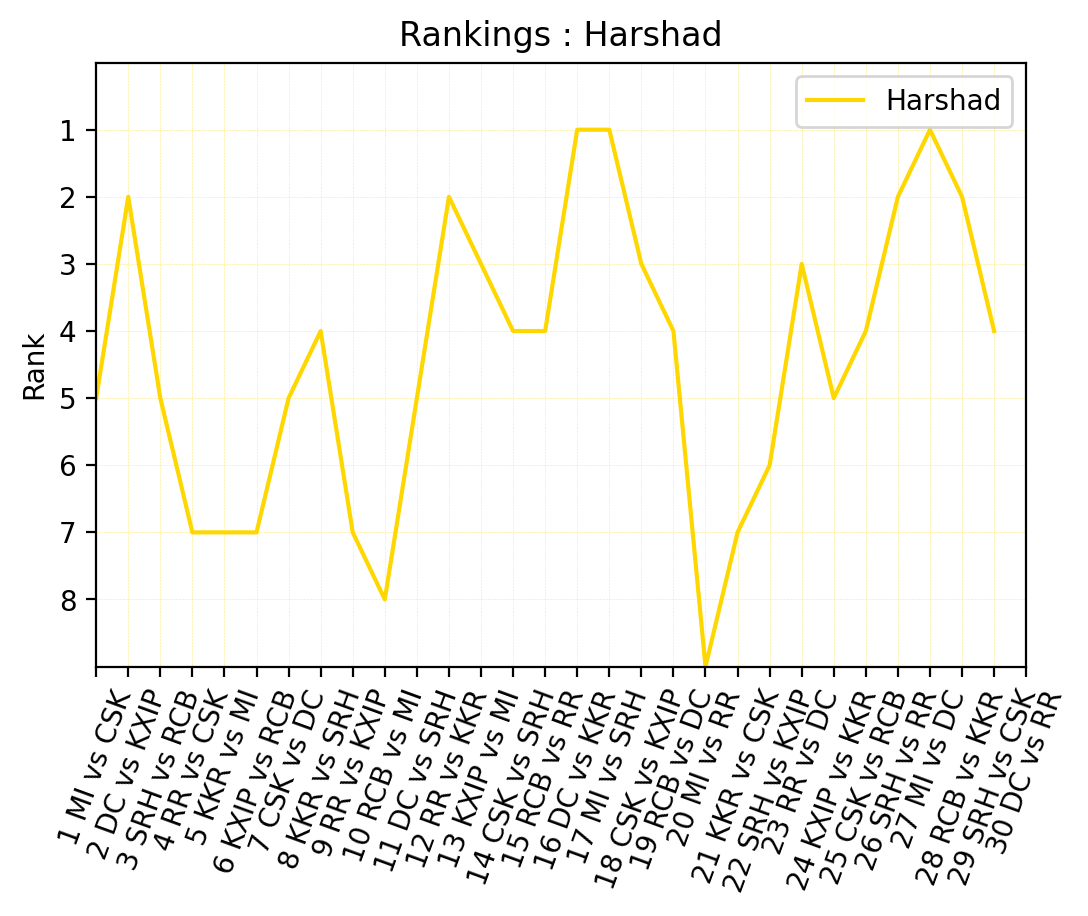 Rankings : Harshad
Harshad
Rank
1
2
3
4
5
6
7
8
1 MI vs CSK
2 DC vs KXIP
3 SRH vs RCB
4 RR vs CSK
5 KKR vs MI
6 KXIP vs RCB
7 CSK vs DC
8 KKR vs SRH
9 RR vs KXIP
10 RCB vs MI
11 DC vs SRH
12 RR vs KKR
13 KXIP vs MI
14 CSK vs SRH
15 RCB vs RR
16 DC vs KKR
17 MI vs SRH
18 CSK vs KXIP
19 RCB vs DC
20 MI vs RR
21 KKR vs CSK
22 SRH vs KXIP
23 RR vs DC
24 KXIP vs KKR
25 CSK vs RCB
26 SRH vs RR
27 MI vs DC
28 RCB vs KKR
29 SRH vs CSK
30 DC vs RR